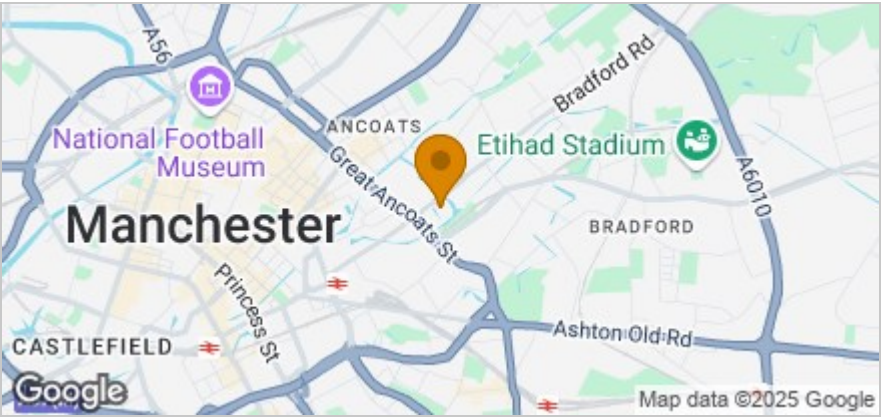 A56
Bradford Rd
National Football
Museum
ANCOATS
Etihad Stadium
Great Ancoats St
A6010
Manchester
BRADFORD
Princess St
Ashton Old Rd
CASTLEFIELD
Google
Map data ©2025 Google